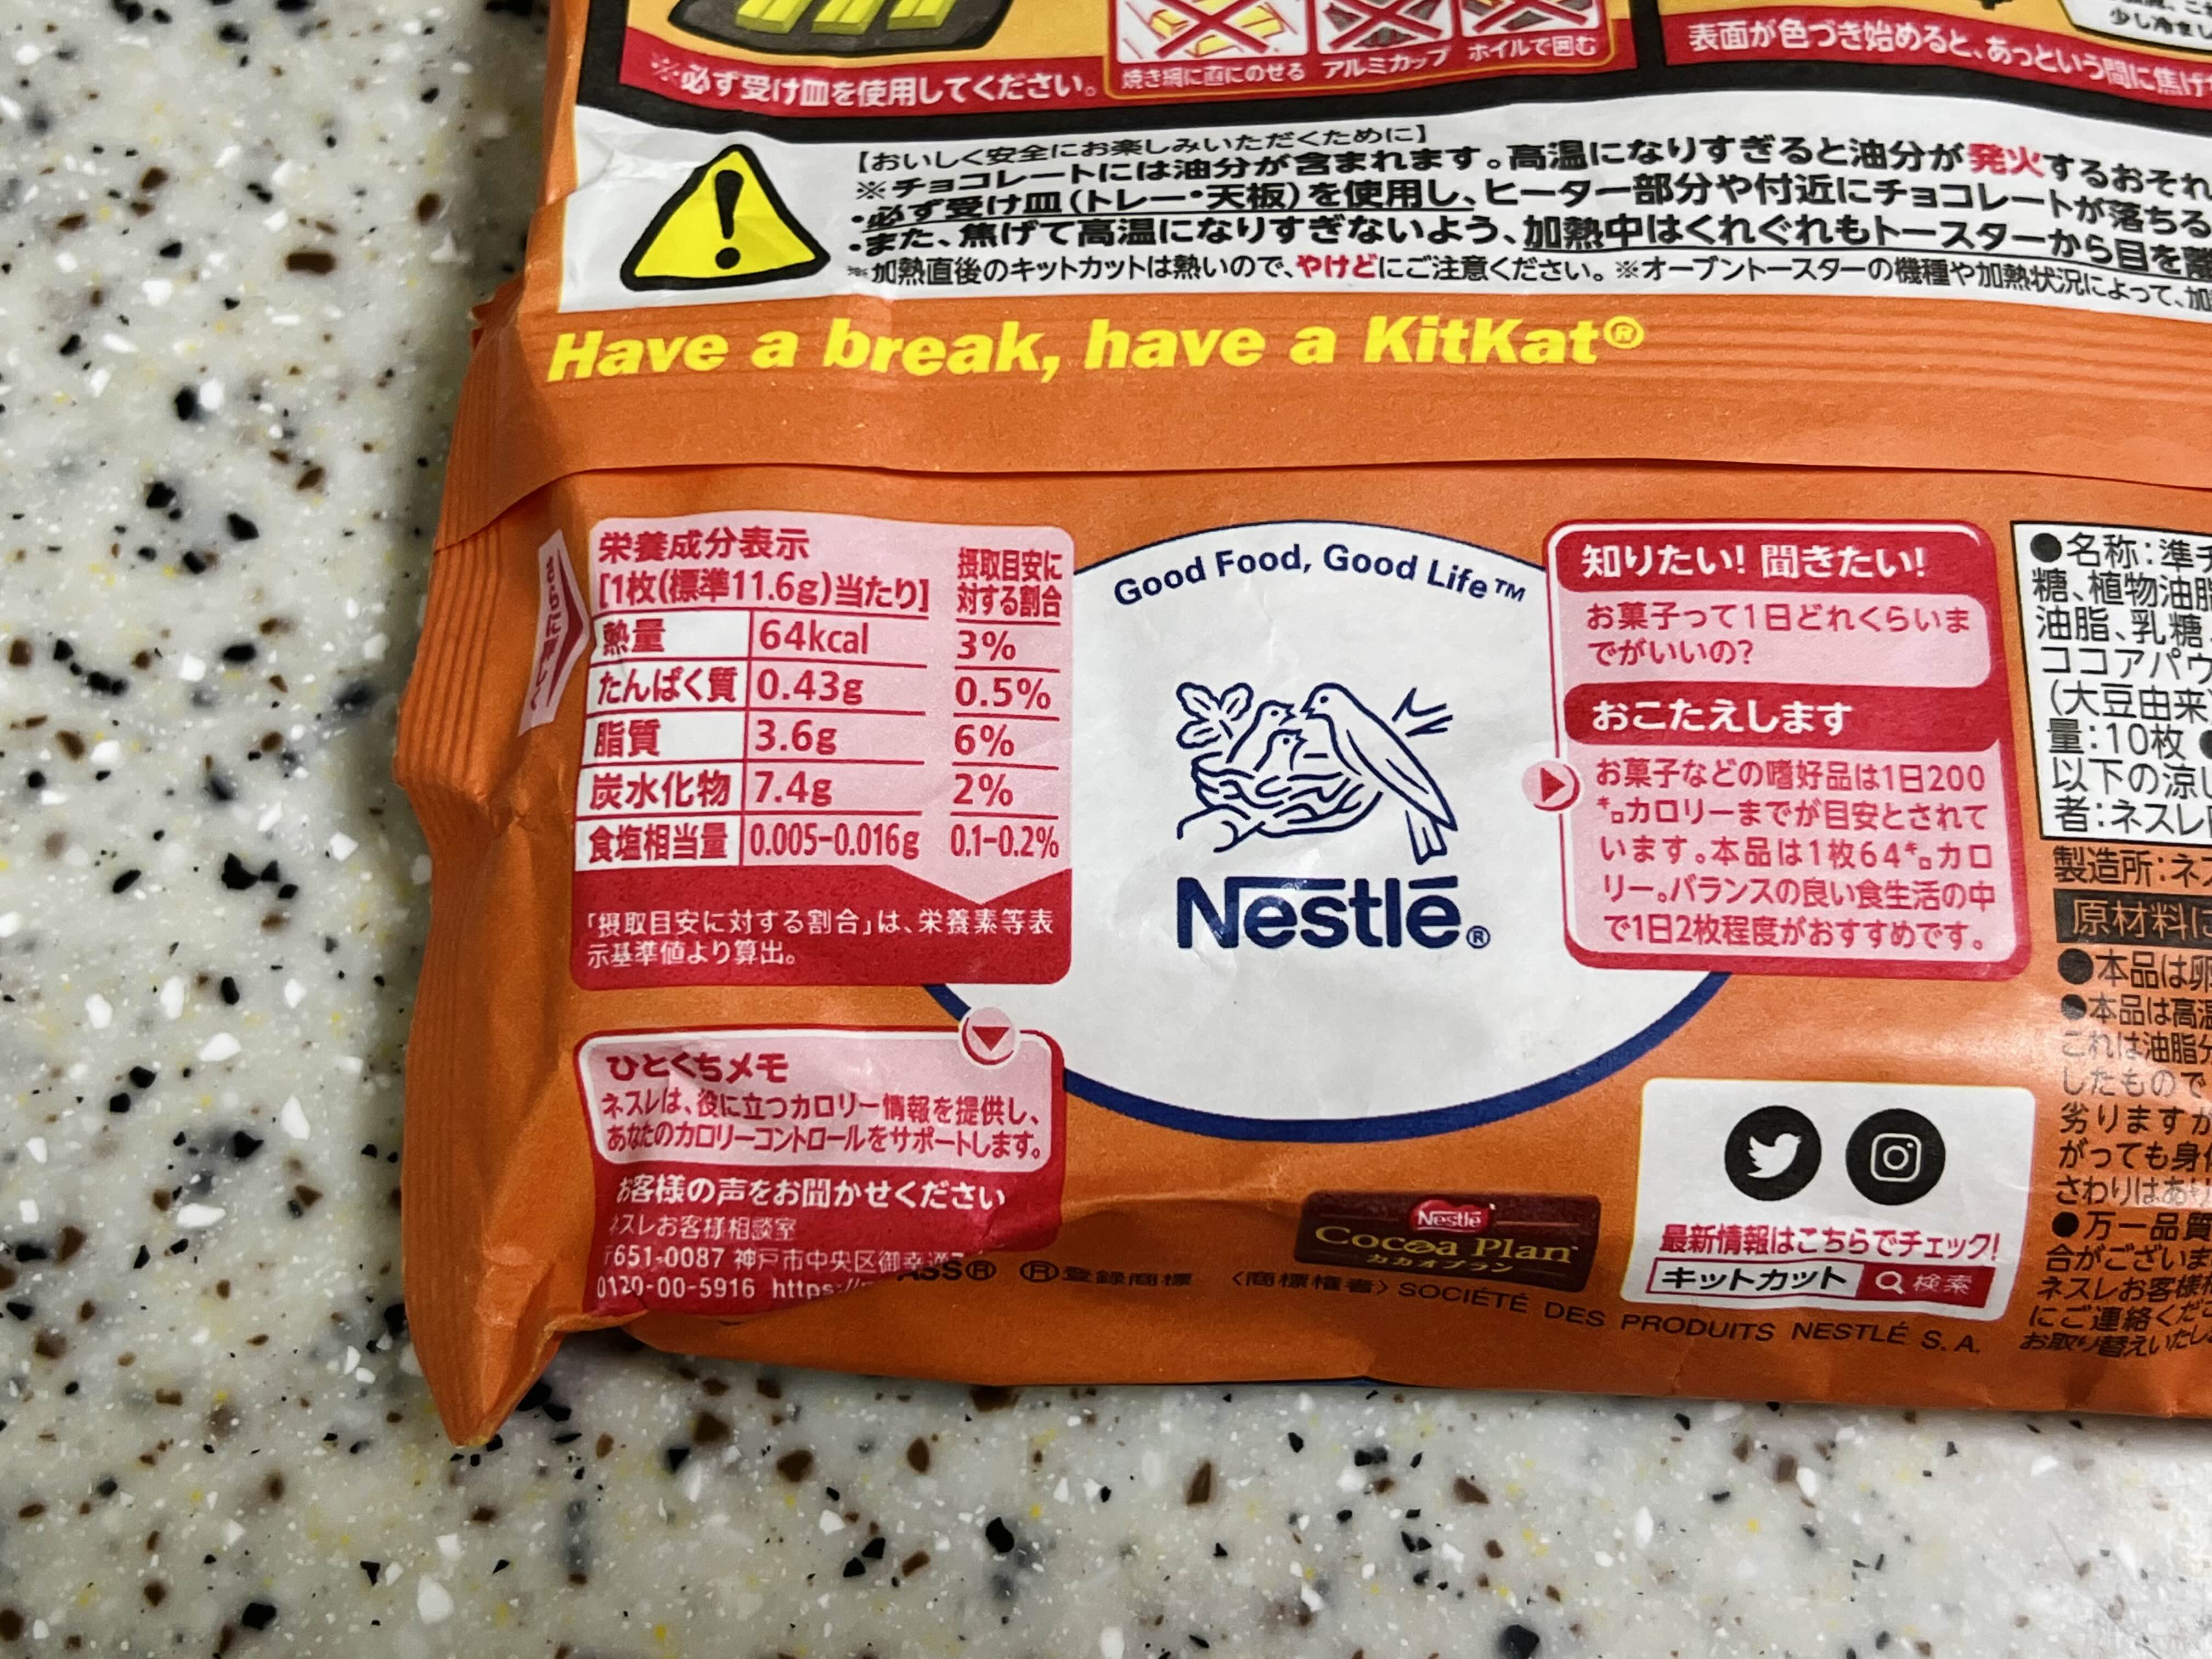 ※必ず受け皿を使用してください。
焼き網に直にのせる アルミカップ ホイルで囲む
表面が色づき始めると、あっという間に焦げ
少し冷まし
【おいしく安全にお楽しみいただくために】
※チョコレートには油分が含まれます。高温になりすぎると油分が発火するおそれ
・必ず受け皿(トレー・天板)を使用し、ヒーター部分や付近にチョコレートが落ちる
・また、焦げて高温になりすぎないよう、加熱中はくれぐれもトースターから目を離
※加熱直後のキットカットは熱いので、やけどにご注意ください。※オーブントースターの機種や加熱状況によって、加
Have a break, have a KitKat®
栄養成分表示
[1枚(標準11.6g)当たり]
摂取目安に
対する割合
熱量 64kcal 3%
たんぱく質 0.43g 0.5%
脂質 3.6g 6%
炭水化物 7.4g 2%
食塩相当量 0.005-0.016g 0.1-0.2%
「摂取目安に対する割合」は、栄養素等表
示基準値より算出。
ひとくちメモ
ネスレは、役に立つカロリー情報を提供し、
あなたのカロリーコントロールをサポートします。
お客様の声をお聞かせください
ネスレお客様相談室
〒651-0087 神戸市中央区御幸通7
0120-00-5916 https://
Good Food, Good Life™
Nestlé®
知りたい! 聞きたい!
お菓子って1日どれくらいま
でがいいの?
おこたえします
お菓子などの嗜好品は1日200
㌔カロリーまでが目安とされて
います。本品は1枚64㌔カロ
リー。バランスの良い食生活の中
で1日2枚程度がおすすめです。
Nestlé
Cocoa Plan
カカオプラン
最新情報はこちらでチェック!
キットカット 検索
ASS® ®登録商標 〈商標権者〉SOCIÉTÉ DES PRODUITS NESTLÉ S.A.
●名称:準チ
糖、植物油脂
油脂、乳糖、
ココアパウ
(大豆由来
量:10枚 ●
以下の涼し
者:ネスレ
製造所:ネス
原材料に
●本品は卵
●本品は高温
これは油脂分
したもので
劣りますが
がっても身体
さわりはあり
●万一品質
合がございま
ネスレお客様
にご連絡くだ
お取り替えいたし